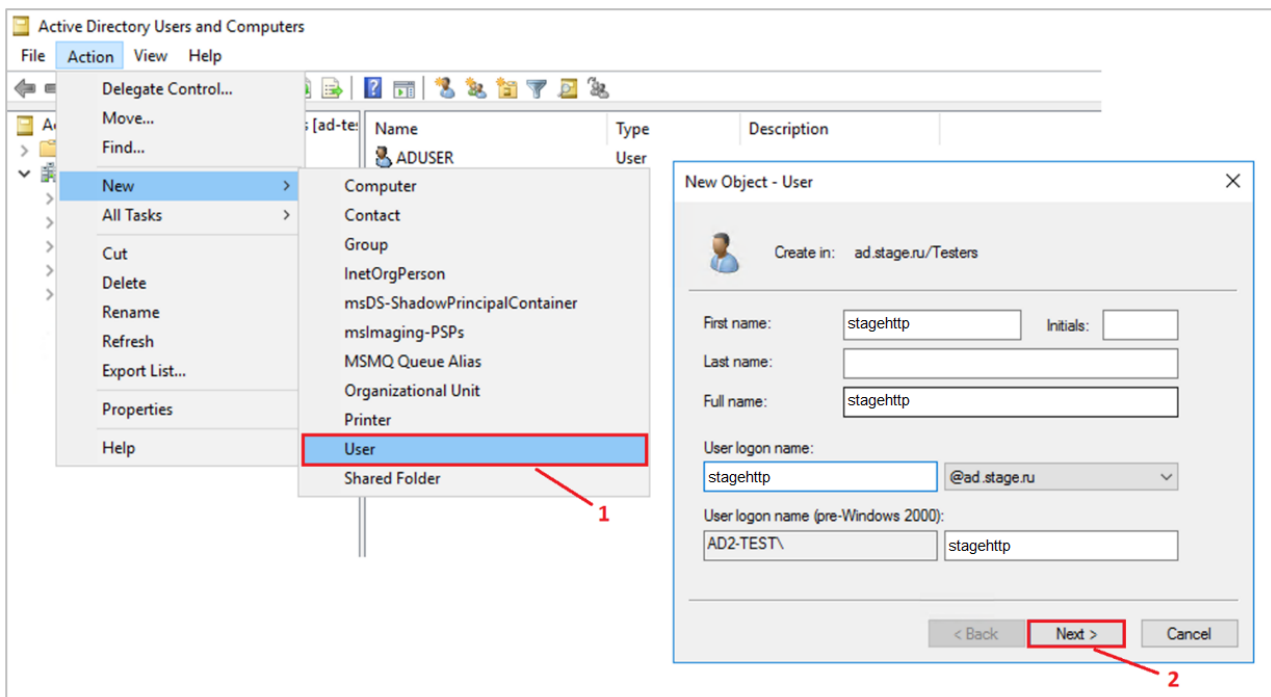 Active Directory Users and Computers
File Action View Help
Delegate Control...
Move...
Find...
New
All Tasks
Cut
Delete
Rename
Refresh
Export List...
Properties
Help
[ad-te
Name Type Description
ADUSER User
Computer
Contact
Group
InetOrgPerson
msDS-ShadowPrincipalContainer
msImaging-PSPs
MSMQ Queue Alias
Organizational Unit
Printer
User
Shared Folder
1
New Object - User
Create in: ad.stage.ru/Testers
First name: stagehttp Initials:
Last name:
Full name: stagehttp
User logon name:
stagehttp @ad.stage.ru
User logon name (pre-Windows 2000):
AD2-TEST\ stagehttp
< Back Next > Cancel
2